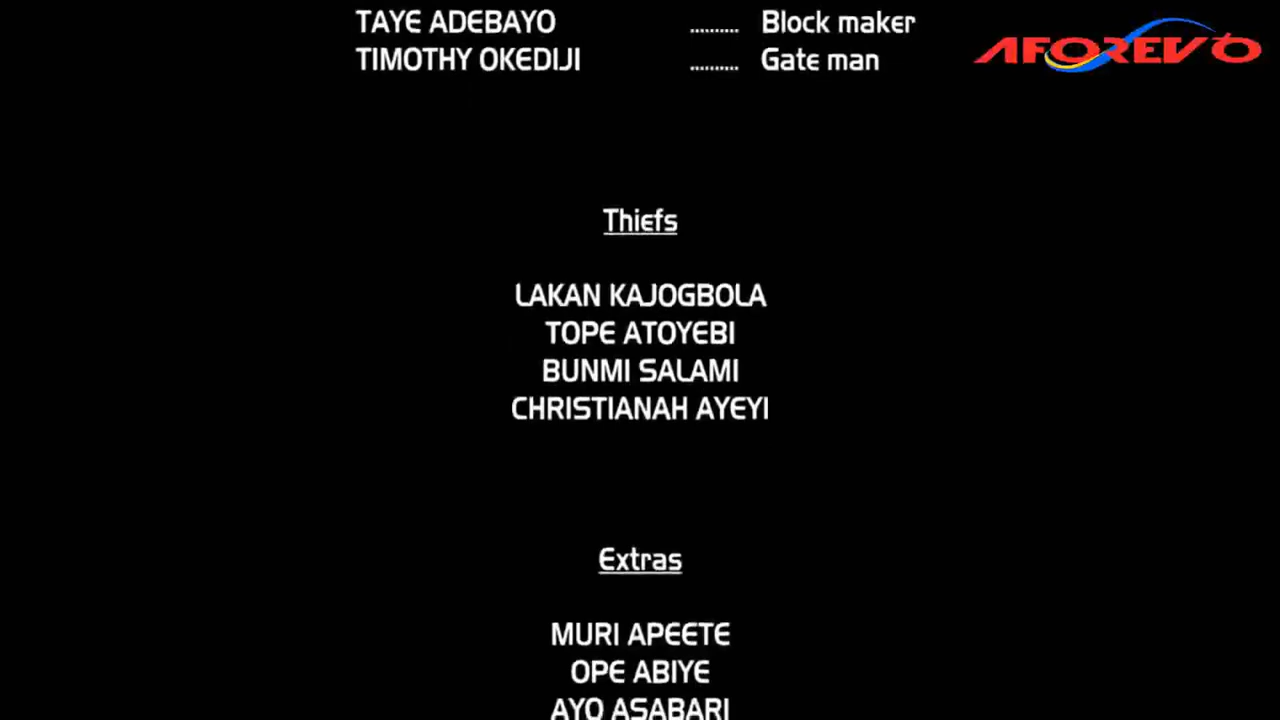 TAYE ADEBAYO .......... Block maker
AFOREVO
TIMOTHY OKEDIJI .......... Gate man
Thiefs
LAKAN KAJOGBOLA
TOPE ATOYEBI
BUNMI SALAMI
CHRISTIANAH AYEYI
Extras
MURI APEETE
OPE ABIYE
AYO ASABARI